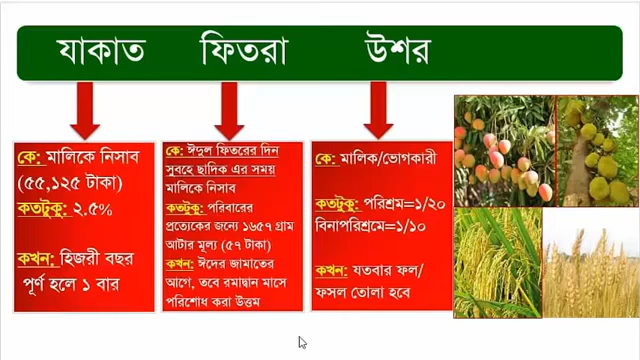 যাকাত ফিতরা উশর
কে: মালিকে নিসাব
(৫৫,১২৫ টাকা)
কতটুকু: ২.৫%
কখন: হিজরী বছর
পূর্ণ হলে ১ বার
কে: ঈদুল ফিতরের দিন
সুবহে ছাদিক এর সময়
মালিকে নিসাব
কতটুকু: পরিবারের
প্রত্যেকের জন্যে ১৬৫৭ গ্রাম
আটার মূল্য (৫৭ টাকা)
কখন: ঈদের জামাতের
আগে, তবে রমাদ্বান মাসে
পরিশোধ করা উত্তম
কে: মালিক/ভোগকারী
কতটুকু: পরিশ্রম=১/২০
বিনাপরিশ্রমে=১/১০
কখন: যতবার ফল/
ফসল তোলা হবে